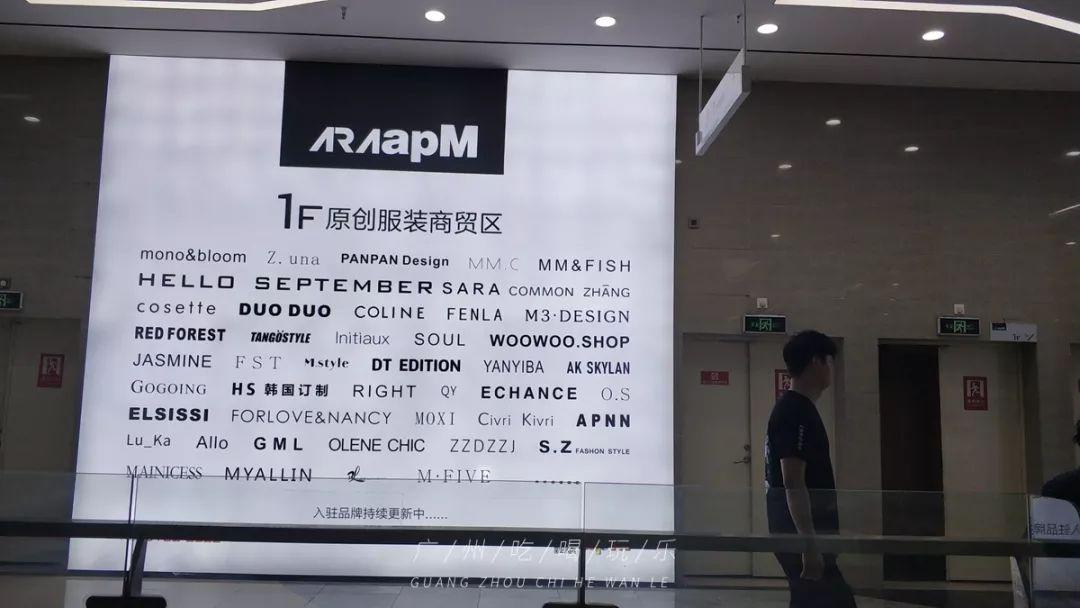 ARAapM
1F原创服装商贸区
mono&bloom Z. una PANPAN Design MM.C MM&FISH
HELLO SEPTEMBER SARA COMMON ZHĀNG
cosette DUO DUO COLINE FENLA M3·DESIGN
RED FOREST TANGÖSTYLE Initiaux SOUL WOOWOO.SHOP
JASMINE FST M.style DT EDITION YANYIBA AK SKYLAN
GOGOING HS 韩国订制 RIGHT QY ECHANCE O.S
ELSISSI FORLOVE&NANCY MOXI Civri Kivri APNN
Lu_Ka Allo GML OLENE CHIC ZZDZZJ S.Z FASHION STYLE
MAINICESS MYALLIN M·FIVE ......
入驻品牌持续更新中......
广/州/吃/喝/玩/乐
GUANG ZHOU CHI HE WAN LE